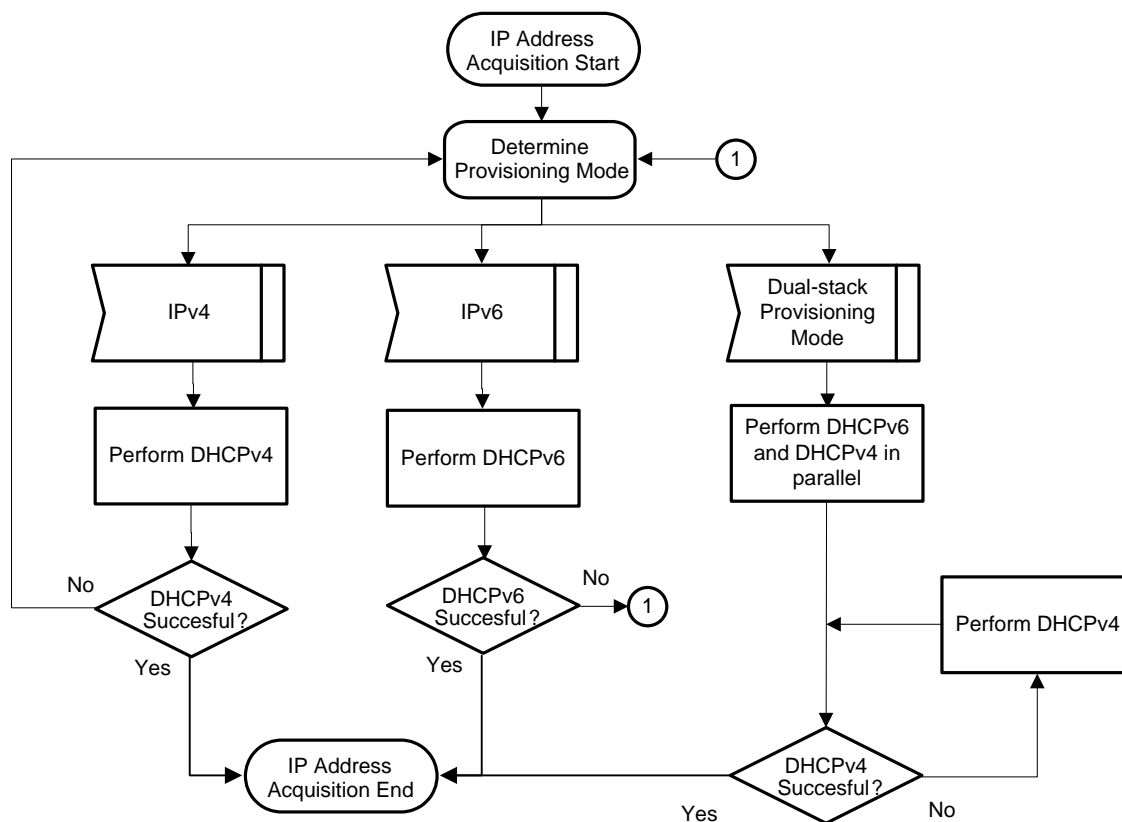 IP Address
Acquisition Start
Determine
Provisioning Mode
1
IPv4
IPv6
Dual-stack
Provisioning
Mode
Perform DHCPv4
Perform DHCPv6
Perform DHCPv6
and DHCPv4 in
parallel
No
DHCPv4
Succesful?
Yes
DHCPv6
Succesful?
No
1
Yes
Perform DHCPv4
IP Address
Acquisition End
DHCPv4
Succesful?
Yes
No